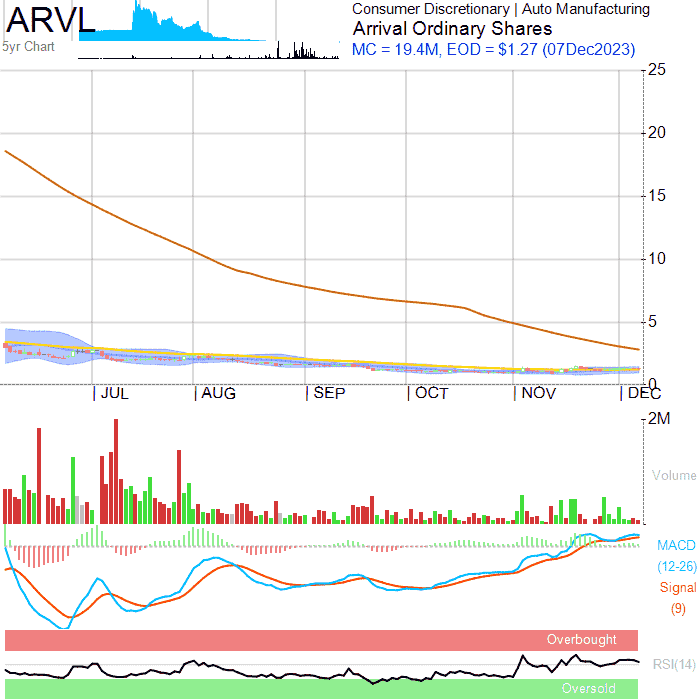 ARVL
5yr Chart
Consumer Discretionary | Auto Manufacturing
Arrival Ordinary Shares
MC = 19.4M, EOD = $1.27 (07Dec2023)
25
20
15
10
5
0
JUL AUG SEP OCT NOV DEC
2M
Volume
MACD
(12-26)
Signal
(9)
Overbought
RSI(14)
Oversold